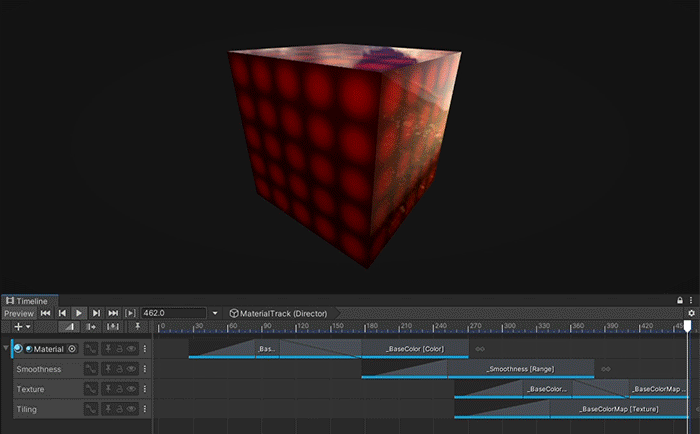 Timeline
Preview 462.0 MaterialTrack (Director)
0 30 60 90 120 150 180 210 240 270 300 330 360 390 420
Material _Bas... _BaseColor [Color]
Smoothness _Smoothness [Range]
Texture _BaseColor... _BaseColorMap ...
Tiling _BaseColorMap [Texture]